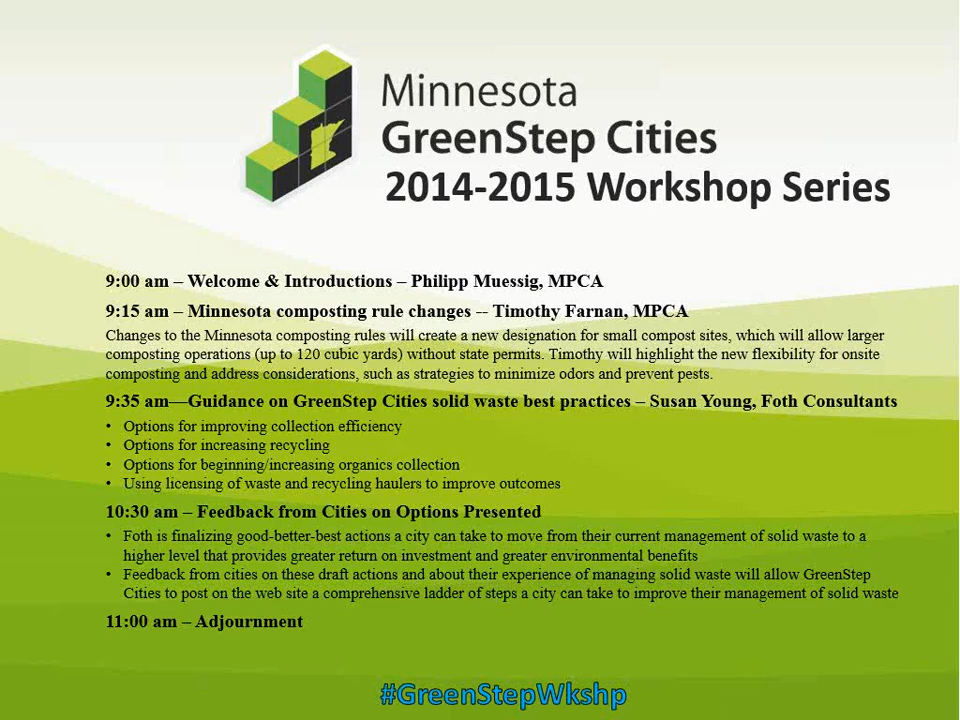 Minnesota
GreenStep Cities
2014-2015 Workshop Series
9:00 am – Welcome & Introductions – Philipp Muessig, MPCA
9:15 am – Minnesota composting rule changes -- Timothy Farnan, MPCA
Changes to the Minnesota composting rules will create a new designation for small compost sites, which will allow larger
composting operations (up to 120 cubic yards) without state permits. Timothy will highlight the new flexibility for onsite
composting and address considerations, such as strategies to minimize odors and prevent pests.
9:35 am—Guidance on GreenStep Cities solid waste best practices – Susan Young, Foth Consultants
• Options for improving collection efficiency
• Options for increasing recycling
• Options for beginning/increasing organics collection
• Using licensing of waste and recycling haulers to improve outcomes
10:30 am – Feedback from Cities on Options Presented
• Foth is finalizing good-better-best actions a city can take to move from their current management of solid waste to a
higher level that provides greater return on investment and greater environmental benefits
• Feedback from cities on these draft actions and about their experience of managing solid waste will allow GreenStep
Cities to post on the web site a comprehensive ladder of steps a city can take to improve their management of solid waste
11:00 am – Adjournment
#GreenStepWkshp